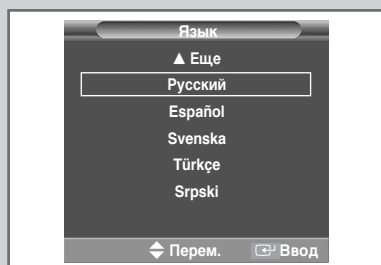 Язык
▲ Еще
Русский
Español
Svenska
Türkçe
Srpski
Перем. Ввод